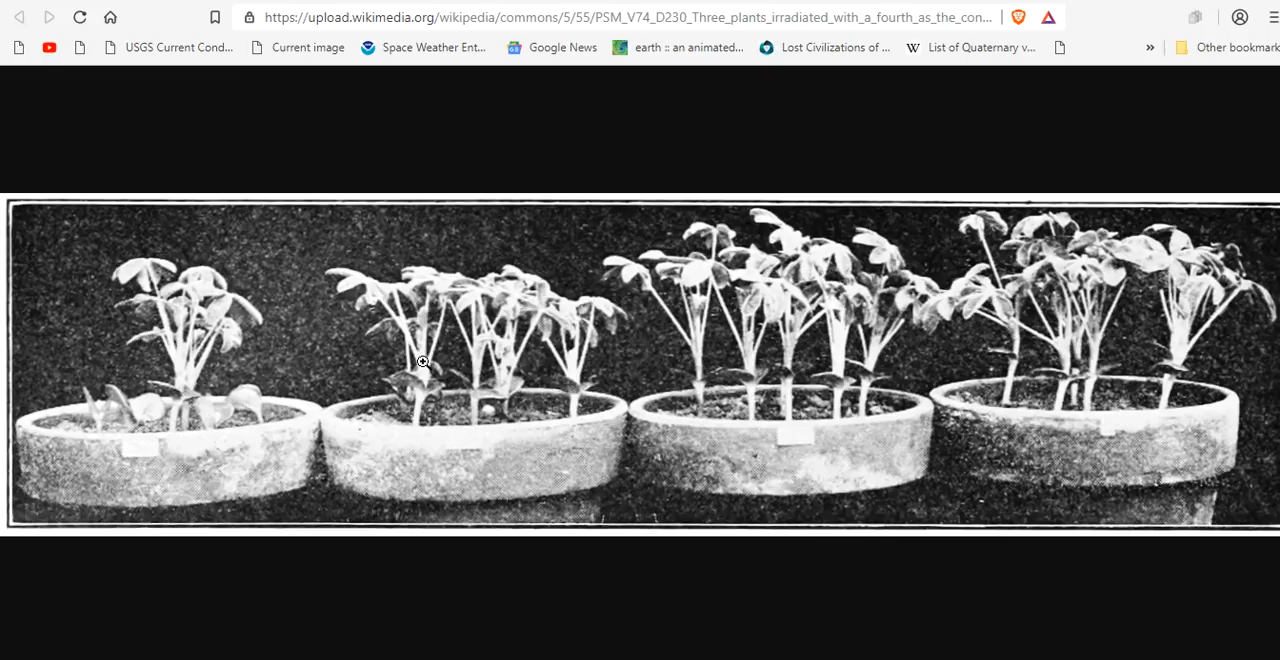 https://upload.wikimedia.org/wikipedia/commons/5/55/PSM_V74_D230_Three_plants_irradiated_with_a_fourth_as_the_con...
USGS Current Cond... Current image Space Weather Ent... Google News earth :: an animated... Lost Civilizations of ... W List of Quaternary v... » Other bookmark